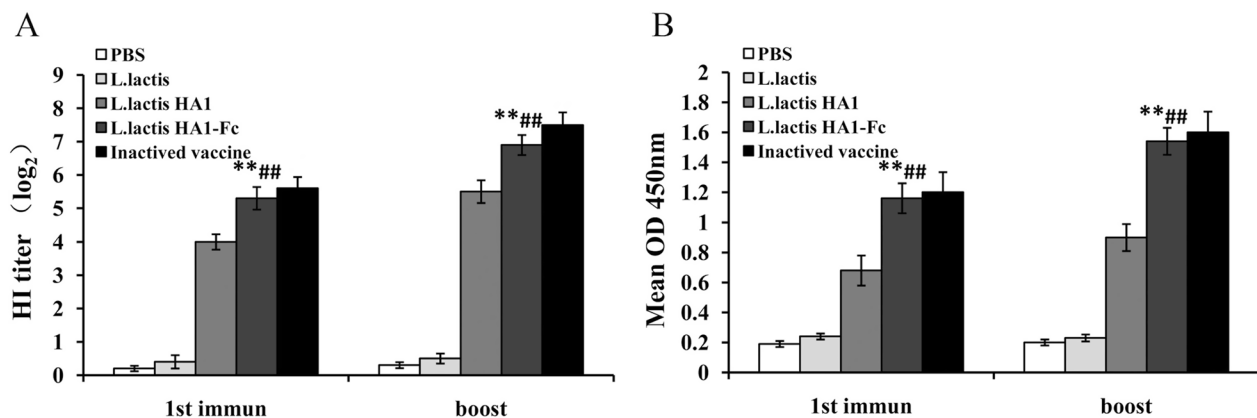 A
PBS
L.lactis
L.lactis HA1
L.lactis HA1-Fc
Inactived vaccine
HI titer（log2）
9
8
7
6
5
4
3
2
1
0
**##
**##
1st immun
boost
B
PBS
L.lactis
L.lactis HA1
L.lactis HA1-Fc
Inactived vaccine
Mean OD 450nm
2
1.8
1.6
1.4
1.2
1
0.8
0.6
0.4
0.2
0
**##
**##
1st immun
boost